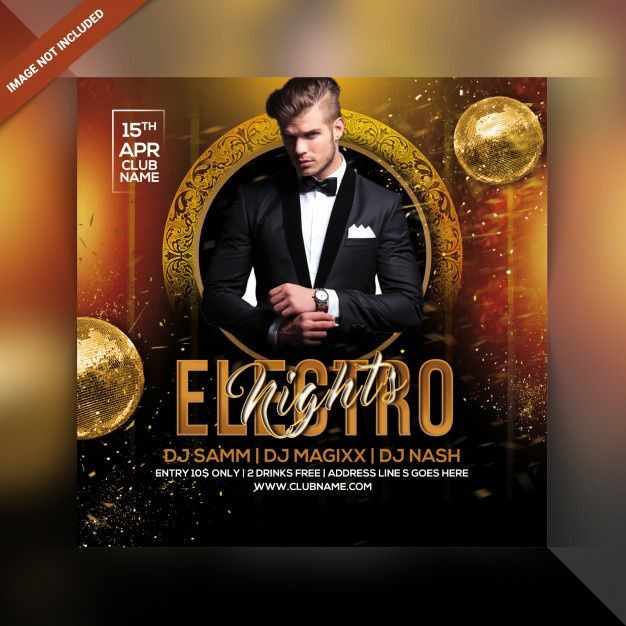 IMAGE NOT INCLUDED
15TH
APR
CLUB
NAME
ELECTRO
Nights
DJ SAMM | DJ MAGIXX | DJ NASH
ENTRY 10$ ONLY | 2 DRINKS FREE | ADDRESS LINE S GOES HERE
WWW.CLUBNAME.COM